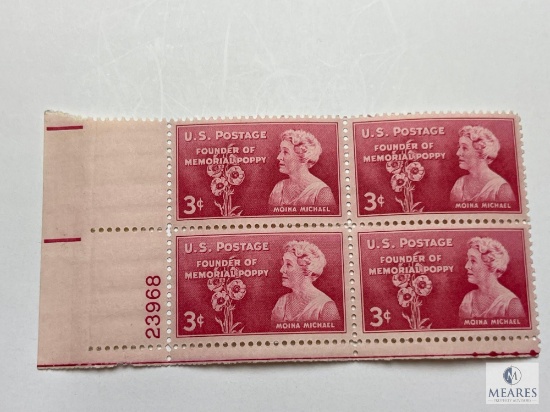 U.S. POSTAGE
FOUNDER OF
MEMORIAL POPPY
3¢
MOINA MICHAEL
U.S. POSTAGE
FOUNDER OF
MEMORIAL POPPY
3¢
MOINA MICHAEL
U.S. POSTAGE
FOUNDER OF
MEMORIAL POPPY
3¢
MOINA MICHAEL
U.S. POSTAGE
FOUNDER OF
MEMORIAL POPPY
3¢
MOINA MICHAEL
23968
M
MEARES